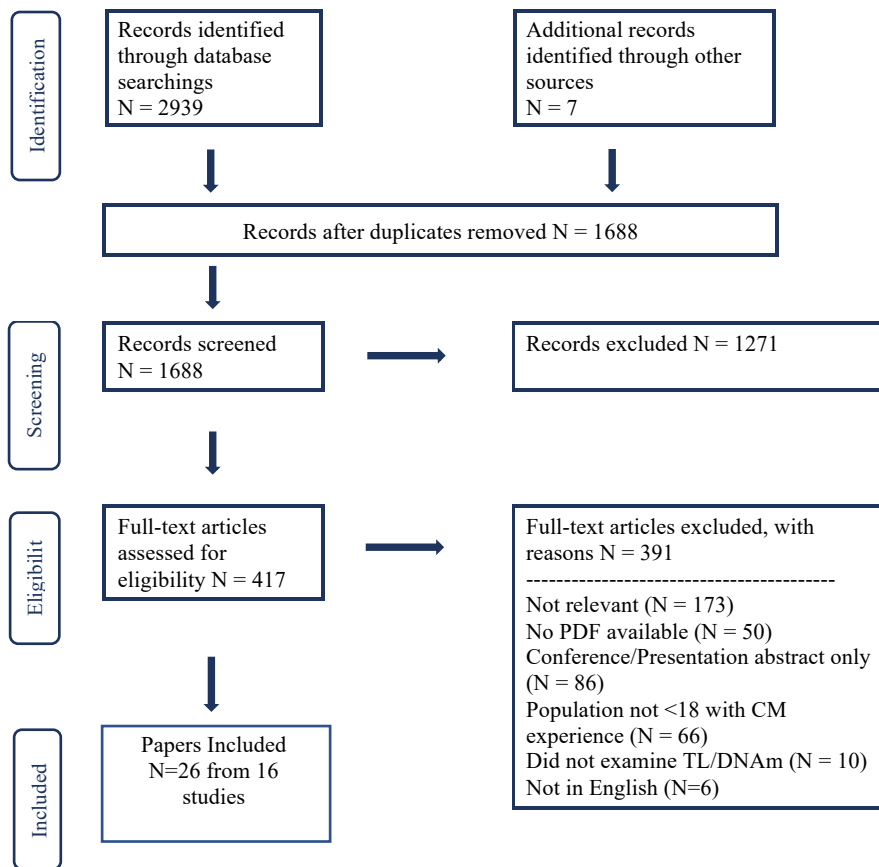 Identification
Records identified
through database
searchings
N = 2939
Additional records
identified through other
sources
N = 7
Records after duplicates removed N = 1688
Screening
Records screened
N = 1688
Records excluded N = 1271
Eligibilit
Full-text articles
assessed for
eligibility N = 417
Full-text articles excluded, with
reasons N = 391
-----------------------------------------
Not relevant (N = 173)
No PDF available (N = 50)
Conference/Presentation abstract only
(N = 86)
Population not <18 with CM
experience (N = 66)
Did not examine TL/DNAm (N = 10)
Not in English (N=6)
Included
Papers Included
N=26 from 16
studies